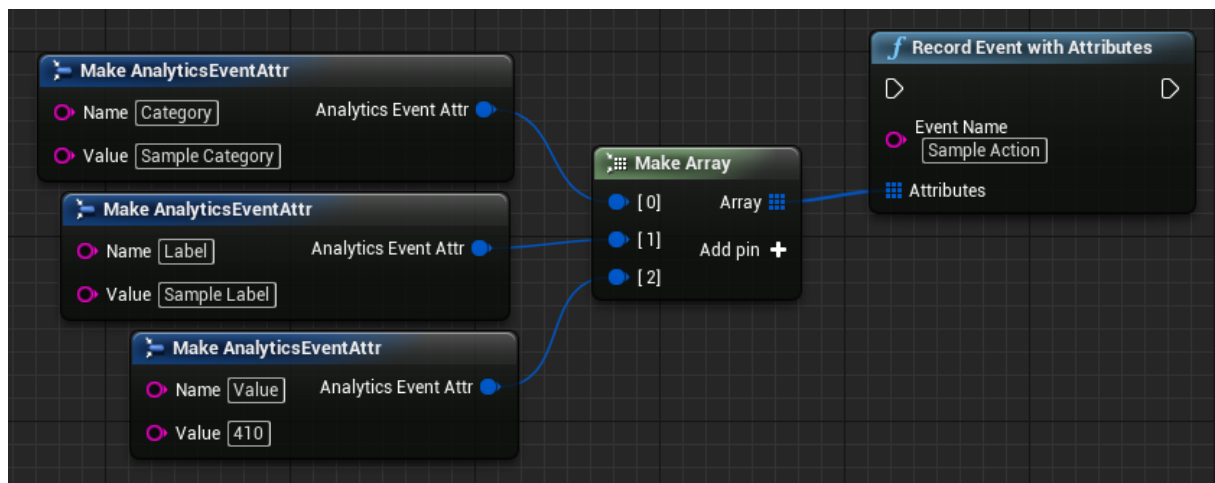 Make AnalyticsEventAttr
Name Category Analytics Event Attr
Value Sample Category
Make AnalyticsEventAttr
Name Label Analytics Event Attr
Value Sample Label
Make AnalyticsEventAttr
Name Value Analytics Event Attr
Value 410
Make Array
[0] Array
[1]
Add pin
[2]
f Record Event with Attributes
Event Name
Sample Action
Attributes